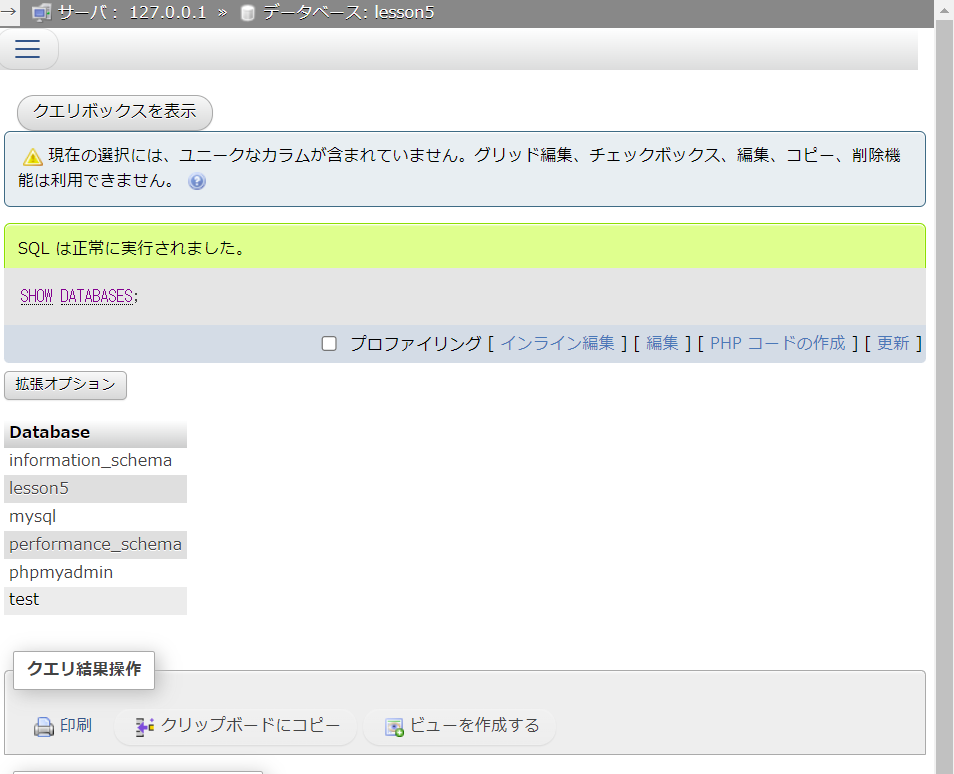 → サーバ: 127.0.0.1 » データベース: lesson5
クエリボックスを表示
現在の選択には、ユニークなカラムが含まれていません。グリッド編集、チェックボックス、編集、コピー、削除機
能は利用できません。
SQL は正常に実行されました。
SHOW DATABASES;
プロファイリング [ インライン編集 ] [ 編集 ] [ PHP コードの作成 ] [ 更新 ]
拡張オプション
Database
information_schema
lesson5
mysql
performance_schema
phpmyadmin
test
クエリ結果操作
印刷 クリップボードにコピー ビューを作成する